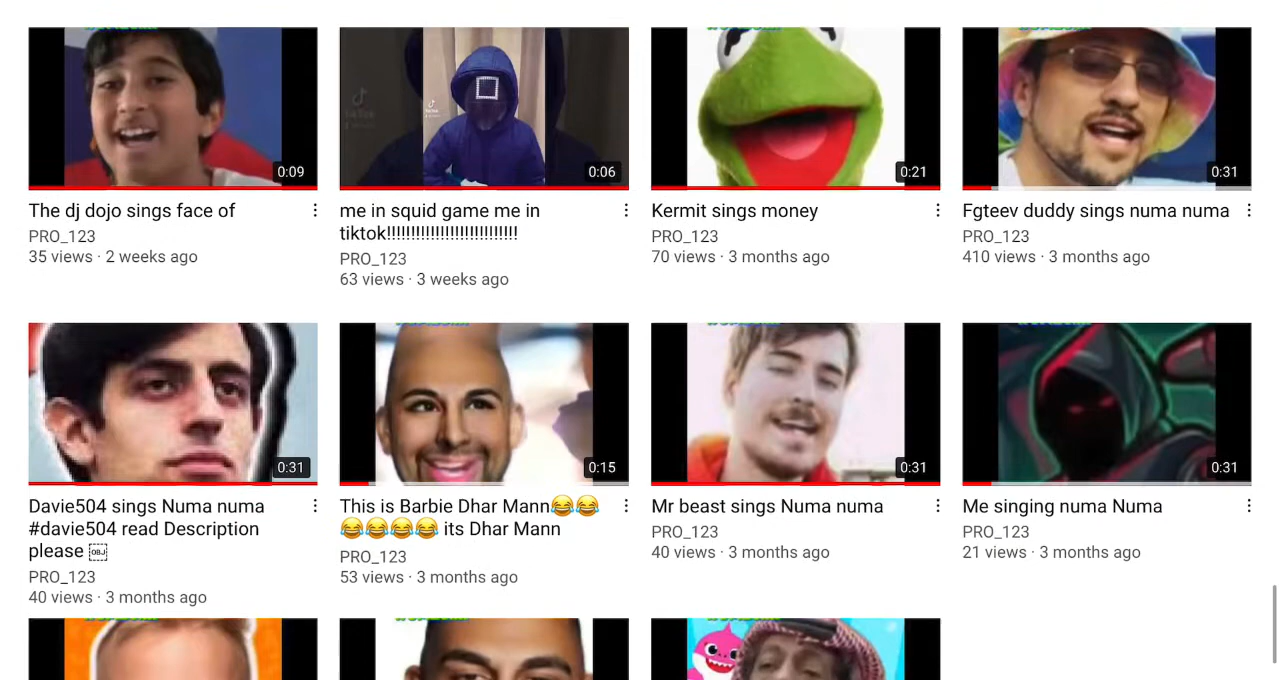 0:09
0:06
0:21
0:31
The dj dojo sings face of
PRO_123
35 views · 2 weeks ago
me in squid game me in
tiktok!!!!!!!!!!!!!!!!!!!!!!!!!!!
PRO_123
63 views · 3 weeks ago
Kermit sings money
PRO_123
70 views · 3 months ago
Fgteev duddy sings numa numa
PRO_123
410 views · 3 months ago
0:31
0:15
0:31
0:31
Davie504 sings Numa numa
#davie504 read Description
please ￼
PRO_123
40 views · 3 months ago
This is Barbie Dhar Mann😂😂
😂😂😂😂 its Dhar Mann
PRO_123
53 views · 3 months ago
Mr beast sings Numa numa
PRO_123
40 views · 3 months ago
Me singing numa Numa
PRO_123
21 views · 3 months ago